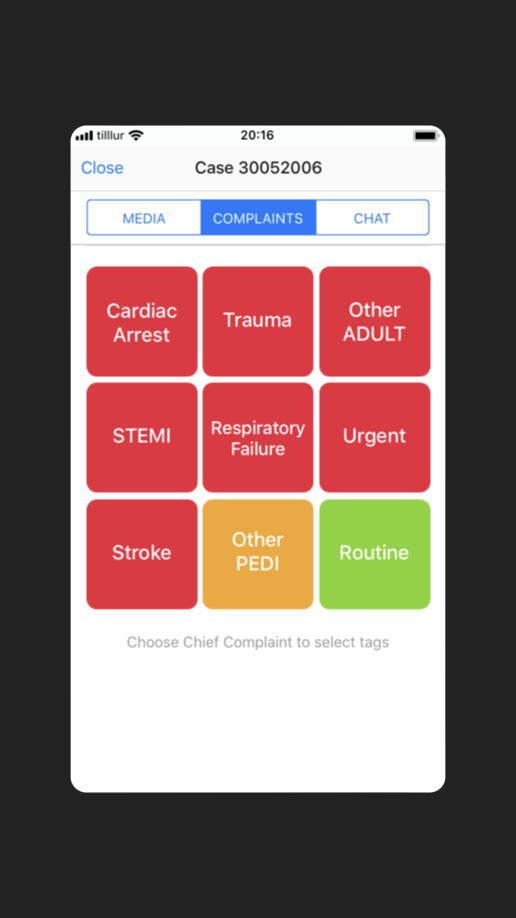 tilllur
20:16
Close
Case 30052006
MEDIA
COMPLAINTS
CHAT
Cardiac
Arrest
Trauma
Other
ADULT
STEMI
Respiratory
Failure
Urgent
Stroke
Other
PEDI
Routine
Choose Chief Complaint to select tags